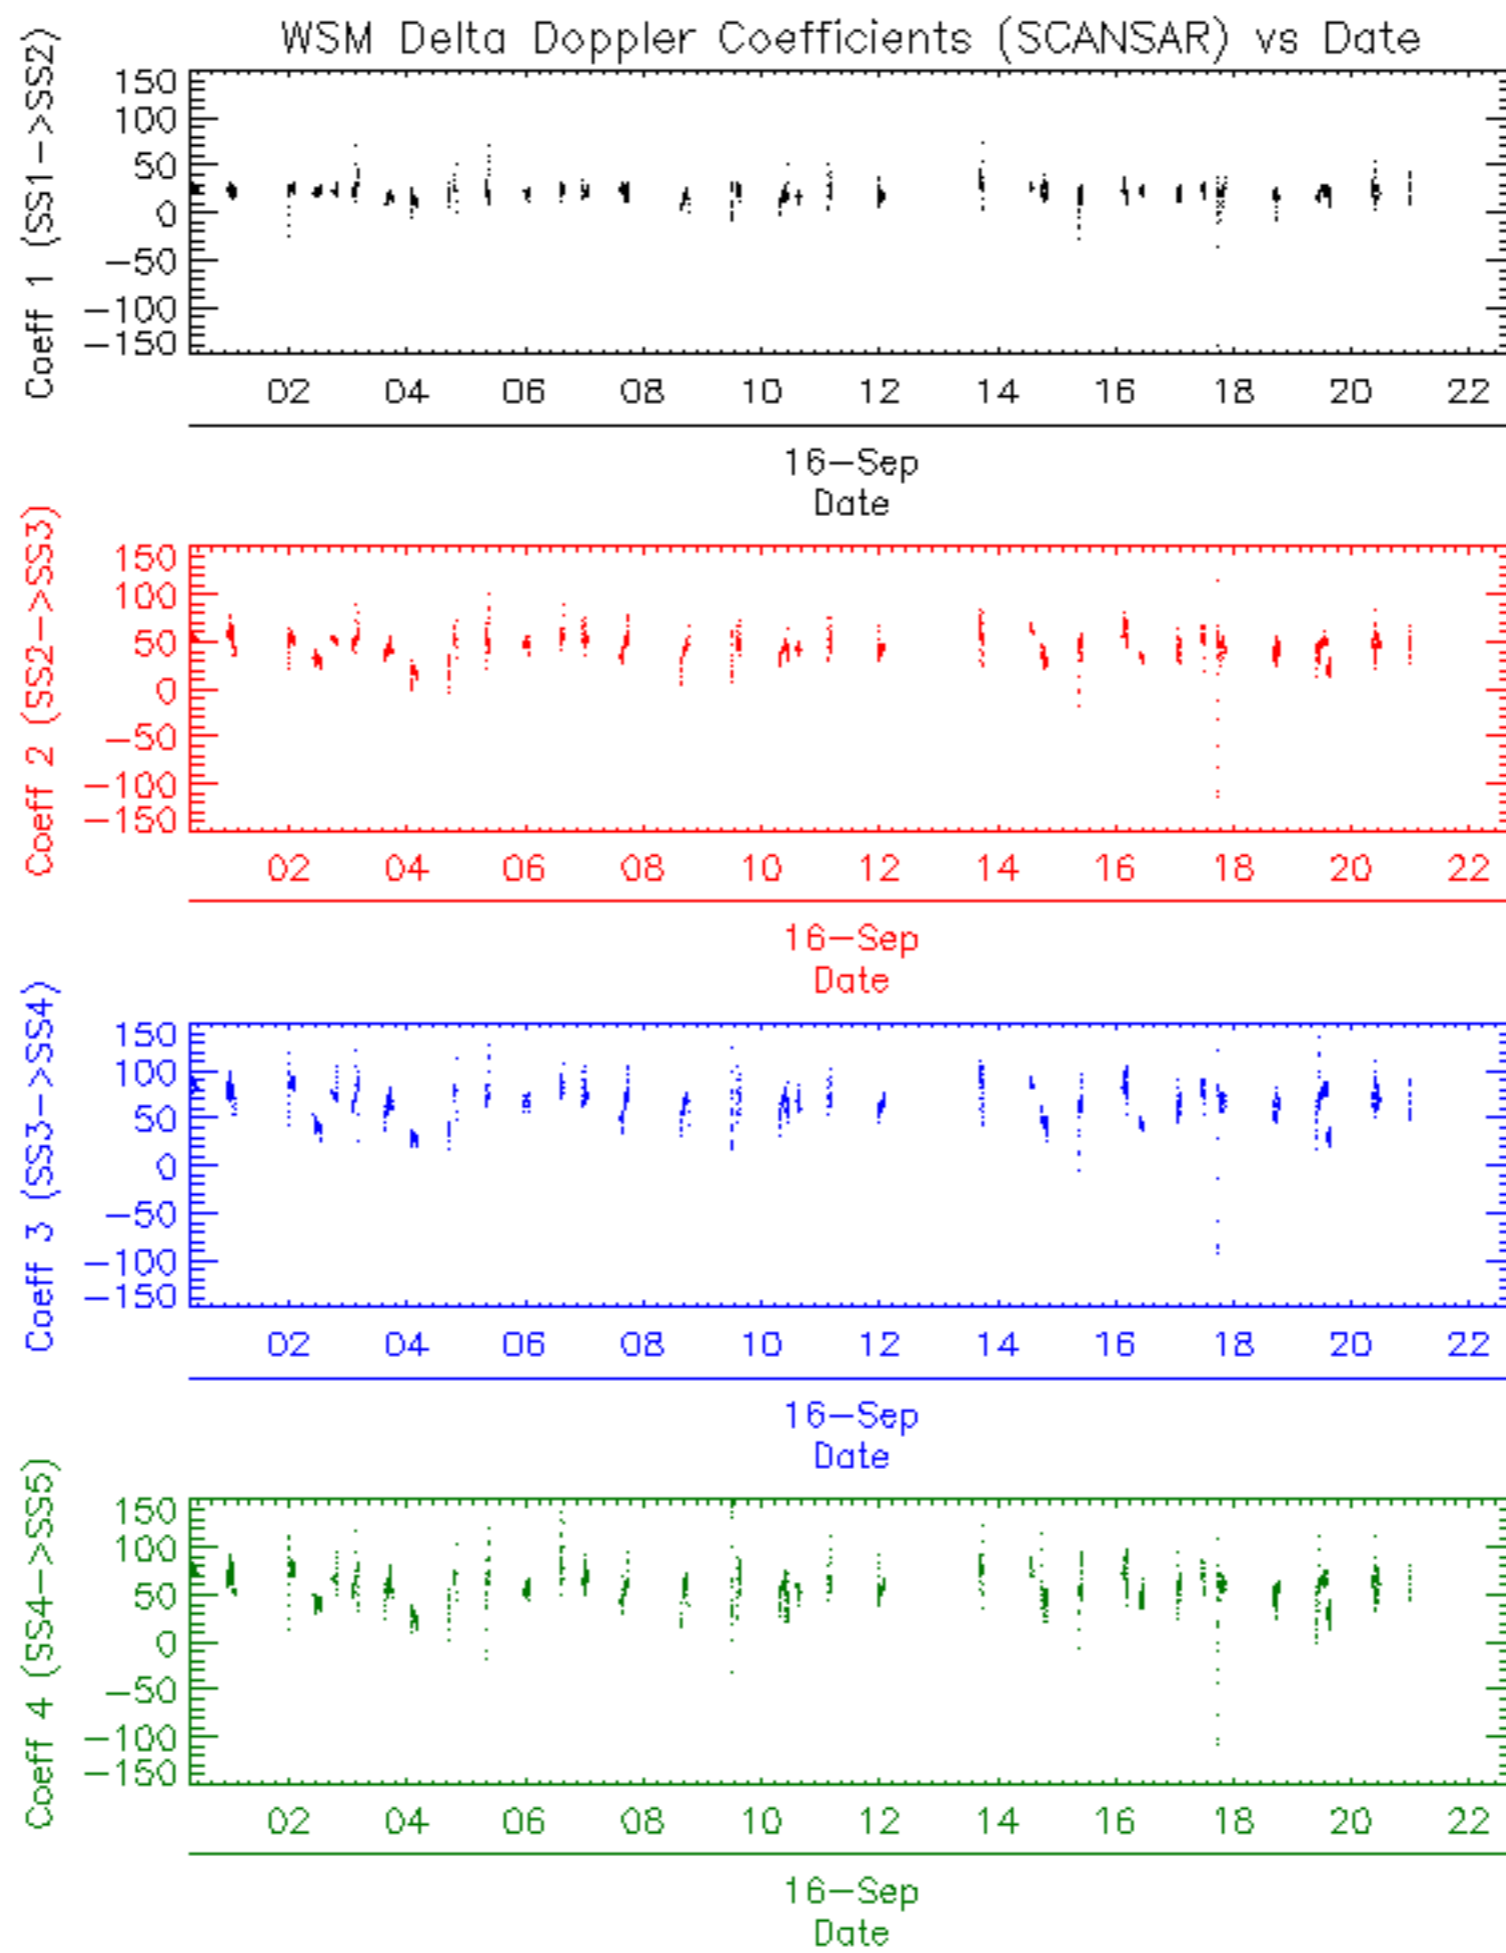 WSM Delta Doppler Coefficients (SCANSAR) vs Date
Coeff 1 (SS1->SS2)
150
100
50
0
-50
-100
-150
02 04 06 08 10 12 14 16 18 20 22
16-Sep
Date
Coeff 2 (SS2->SS3)
150
100
50
0
-50
-100
-150
02 04 06 08 10 12 14 16 18 20 22
16-Sep
Date
Coeff 3 (SS3->SS4)
150
100
50
0
-50
-100
-150
02 04 06 08 10 12 14 16 18 20 22
16-Sep
Date
Coeff 4 (SS4->SS5)
150
100
50
0
-50
-100
-150
02 04 06 08 10 12 14 16 18 20 22
16-Sep
Date